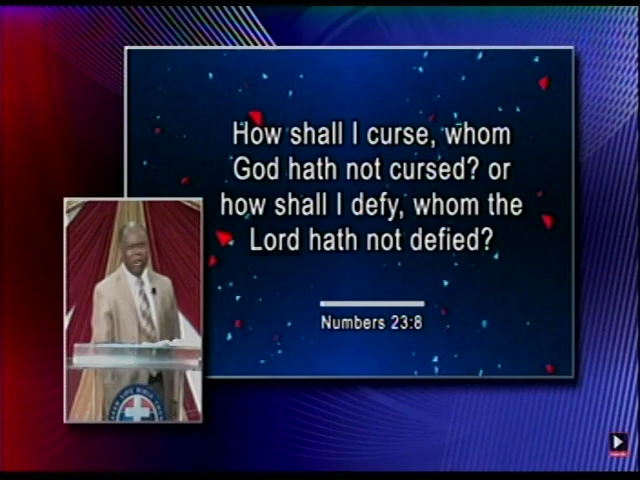 How shall I curse, whom
God hath not cursed? or
how shall I defy, whom the
Lord hath not defied?
Numbers 23:8